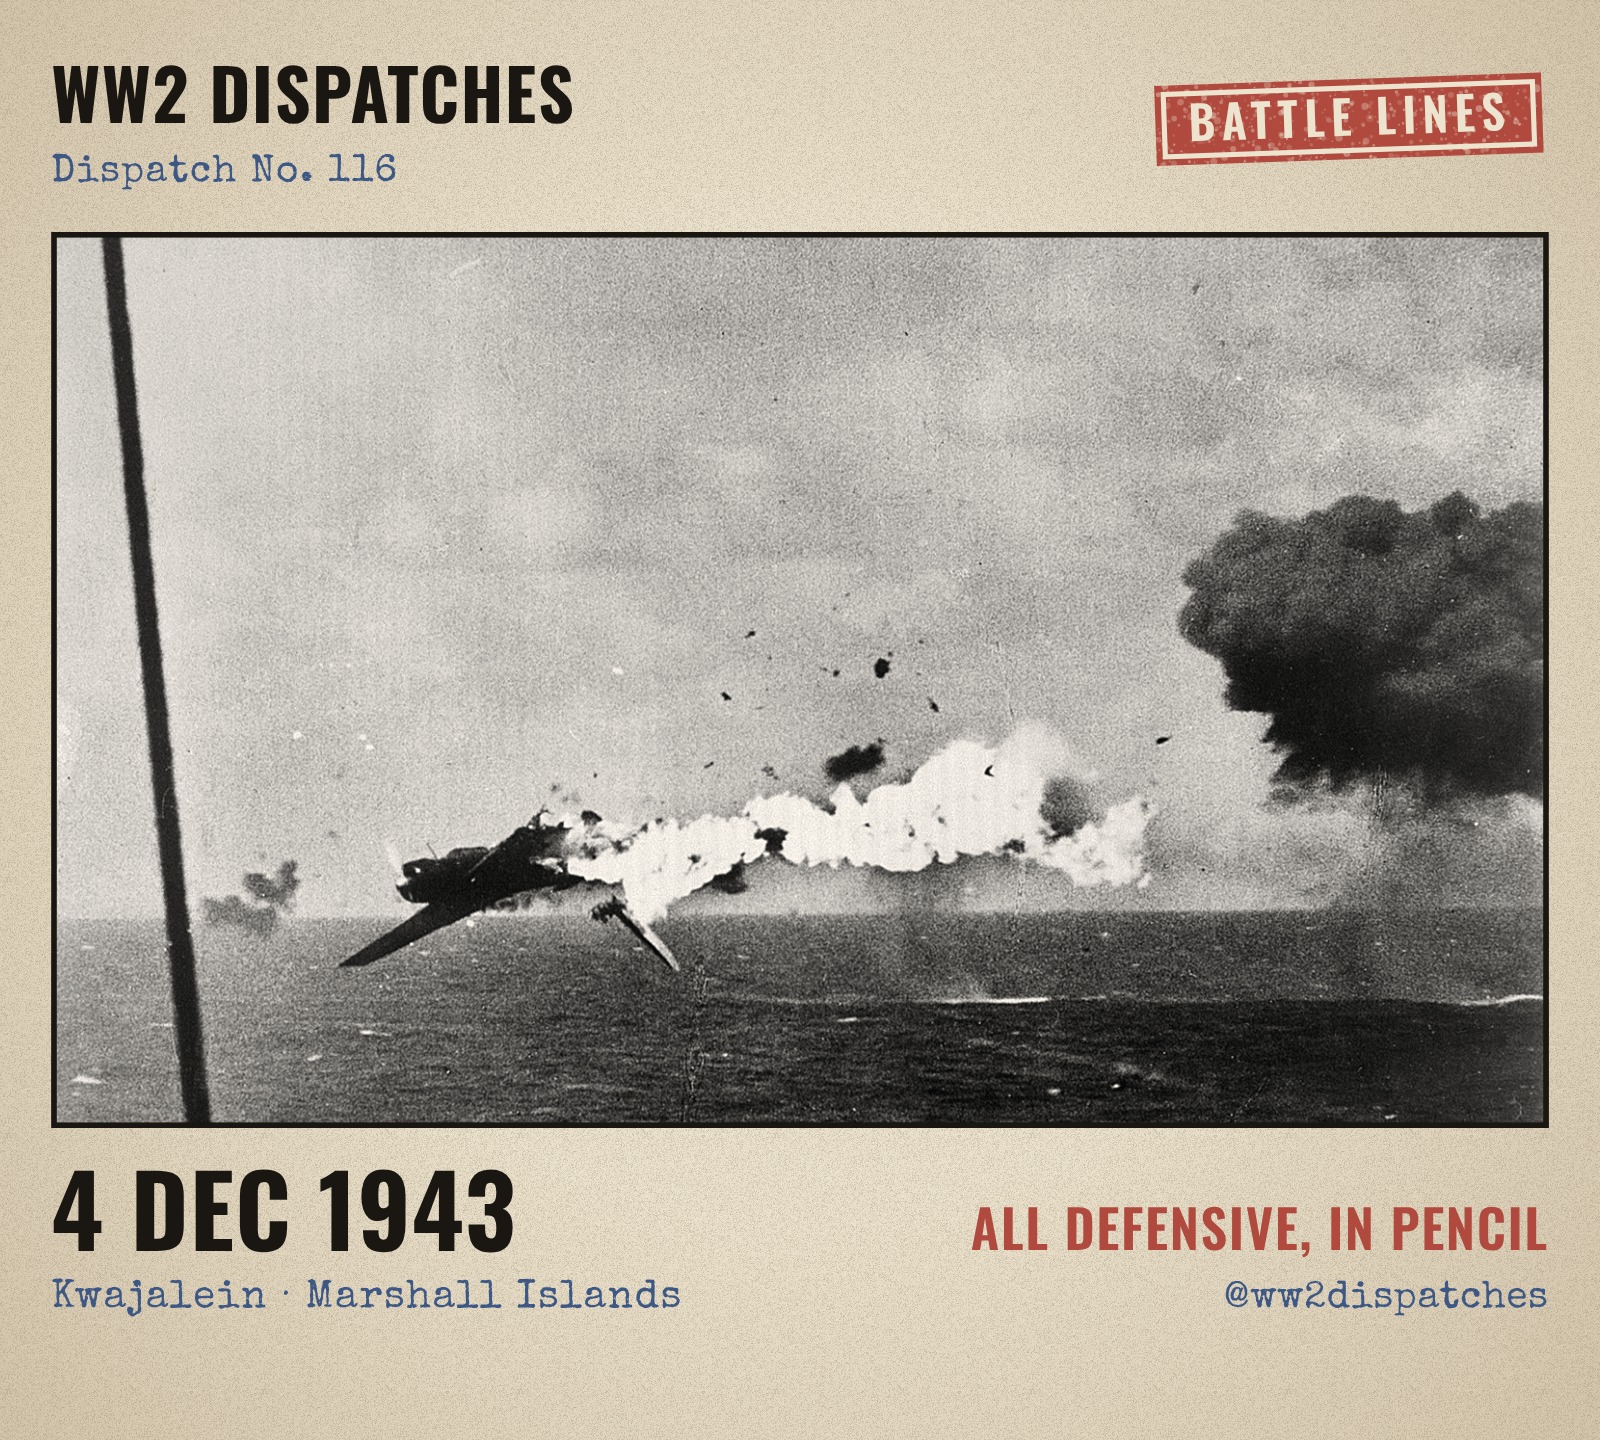 WW2 DISPATCHES
Dispatch No. 116
BATTLE LINES
4 DEC 1943
Kwajalein · Marshall Islands
ALL DEFENSIVE, IN PENCIL
@ww2dispatches